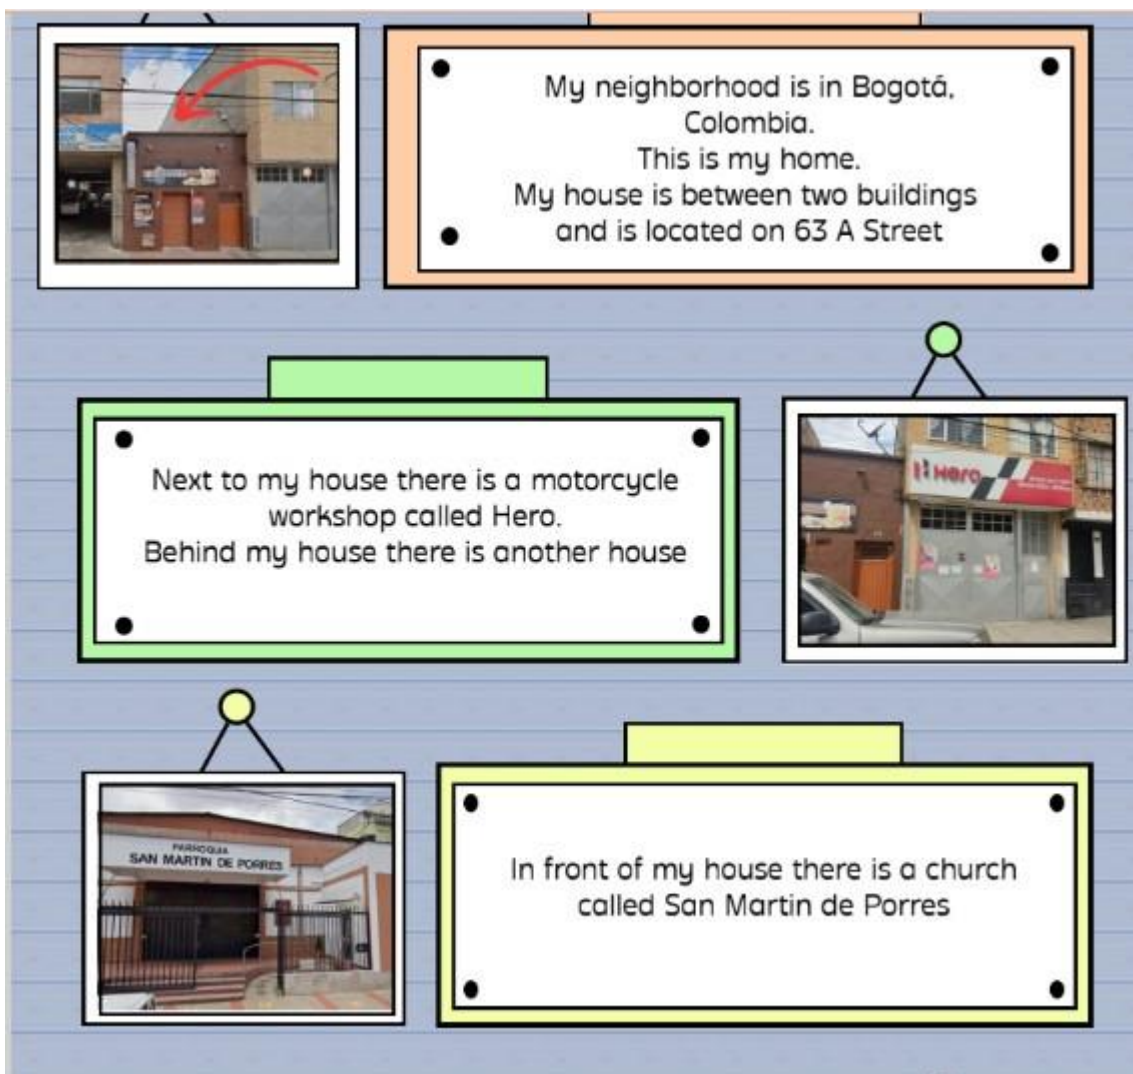 My neighborhood is in Bogotá,
Colombia.
This is my home.
My house is between two buildings
and is located on 63 A Street
Next to my house there is a motorcycle
workshop called Hero.
Behind my house there is another house
Hero
PARROQUIA
SAN MARTIN DE PORRES
In front of my house there is a church
called San Martin de Porres